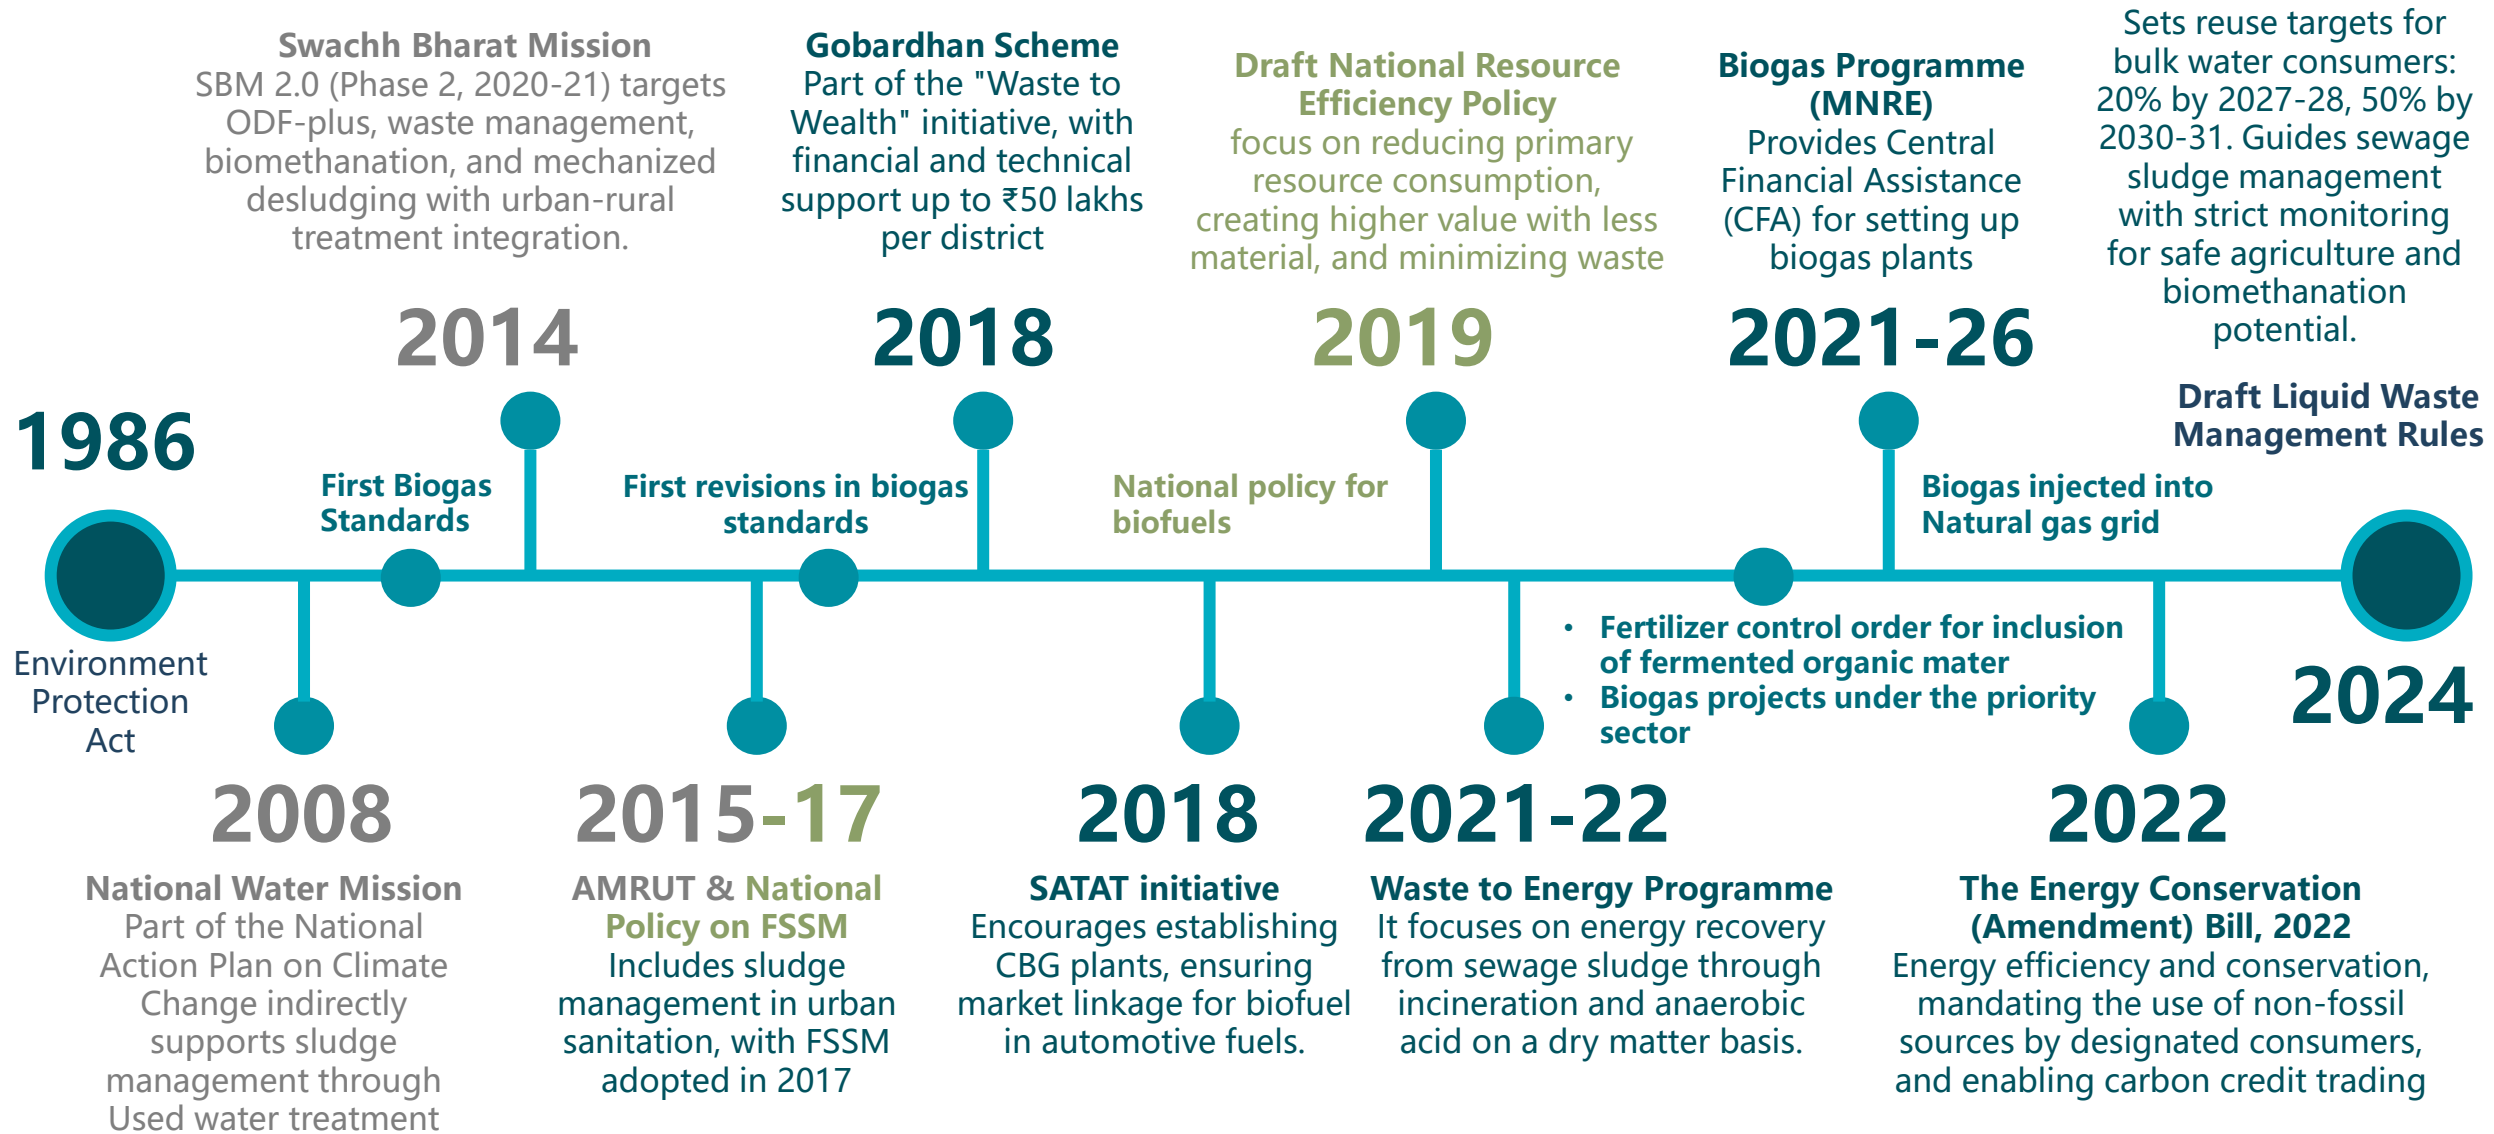 Swachh Bharat Mission
SBM 2.0 (Phase 2, 2020-21) targets
ODF-plus, waste management,
biomethanation, and mechanized
desludging with urban-rural
treatment integration.
2014
Gobardhan Scheme
Part of the "Waste to
Wealth" initiative, with
financial and technical
support up to ₹50 lakhs
per district
2018
Draft National Resource
Efficiency Policy
focus on reducing primary
resource consumption,
creating higher value with less
material, and minimizing waste
2019
Biogas Programme
(MNRE)
Provides Central
Financial Assistance
(CFA) for setting up
biogas plants
2021-26
Sets reuse targets for
bulk water consumers:
20% by 2027-28, 50% by
2030-31. Guides sewage
sludge management
with strict monitoring
for safe agriculture and
biomethanation
potential.
Draft Liquid Waste
Management Rules
1986
First Biogas
Standards
First revisions in biogas
standards
National policy for
biofuels
Biogas injected into
Natural gas grid
Environment
Protection
Act
• Fertilizer control order for inclusion
of fermented organic mater
• Biogas projects under the priority
sector
2024
2008
National Water Mission
Part of the National
Action Plan on Climate
Change indirectly
supports sludge
management through
Used water treatment
2015-17
AMRUT & National
Policy on FSSM
Includes sludge
management in urban
sanitation, with FSSM
adopted in 2017
2018
SATAT initiative
Encourages establishing
CBG plants, ensuring
market linkage for biofuel
in automotive fuels.
2021-22
Waste to Energy Programme
It focuses on energy recovery
from sewage sludge through
incineration and anaerobic
acid on a dry matter basis.
2022
The Energy Conservation
(Amendment) Bill, 2022
Energy efficiency and conservation,
mandating the use of non-fossil
sources by designated consumers,
and enabling carbon credit trading